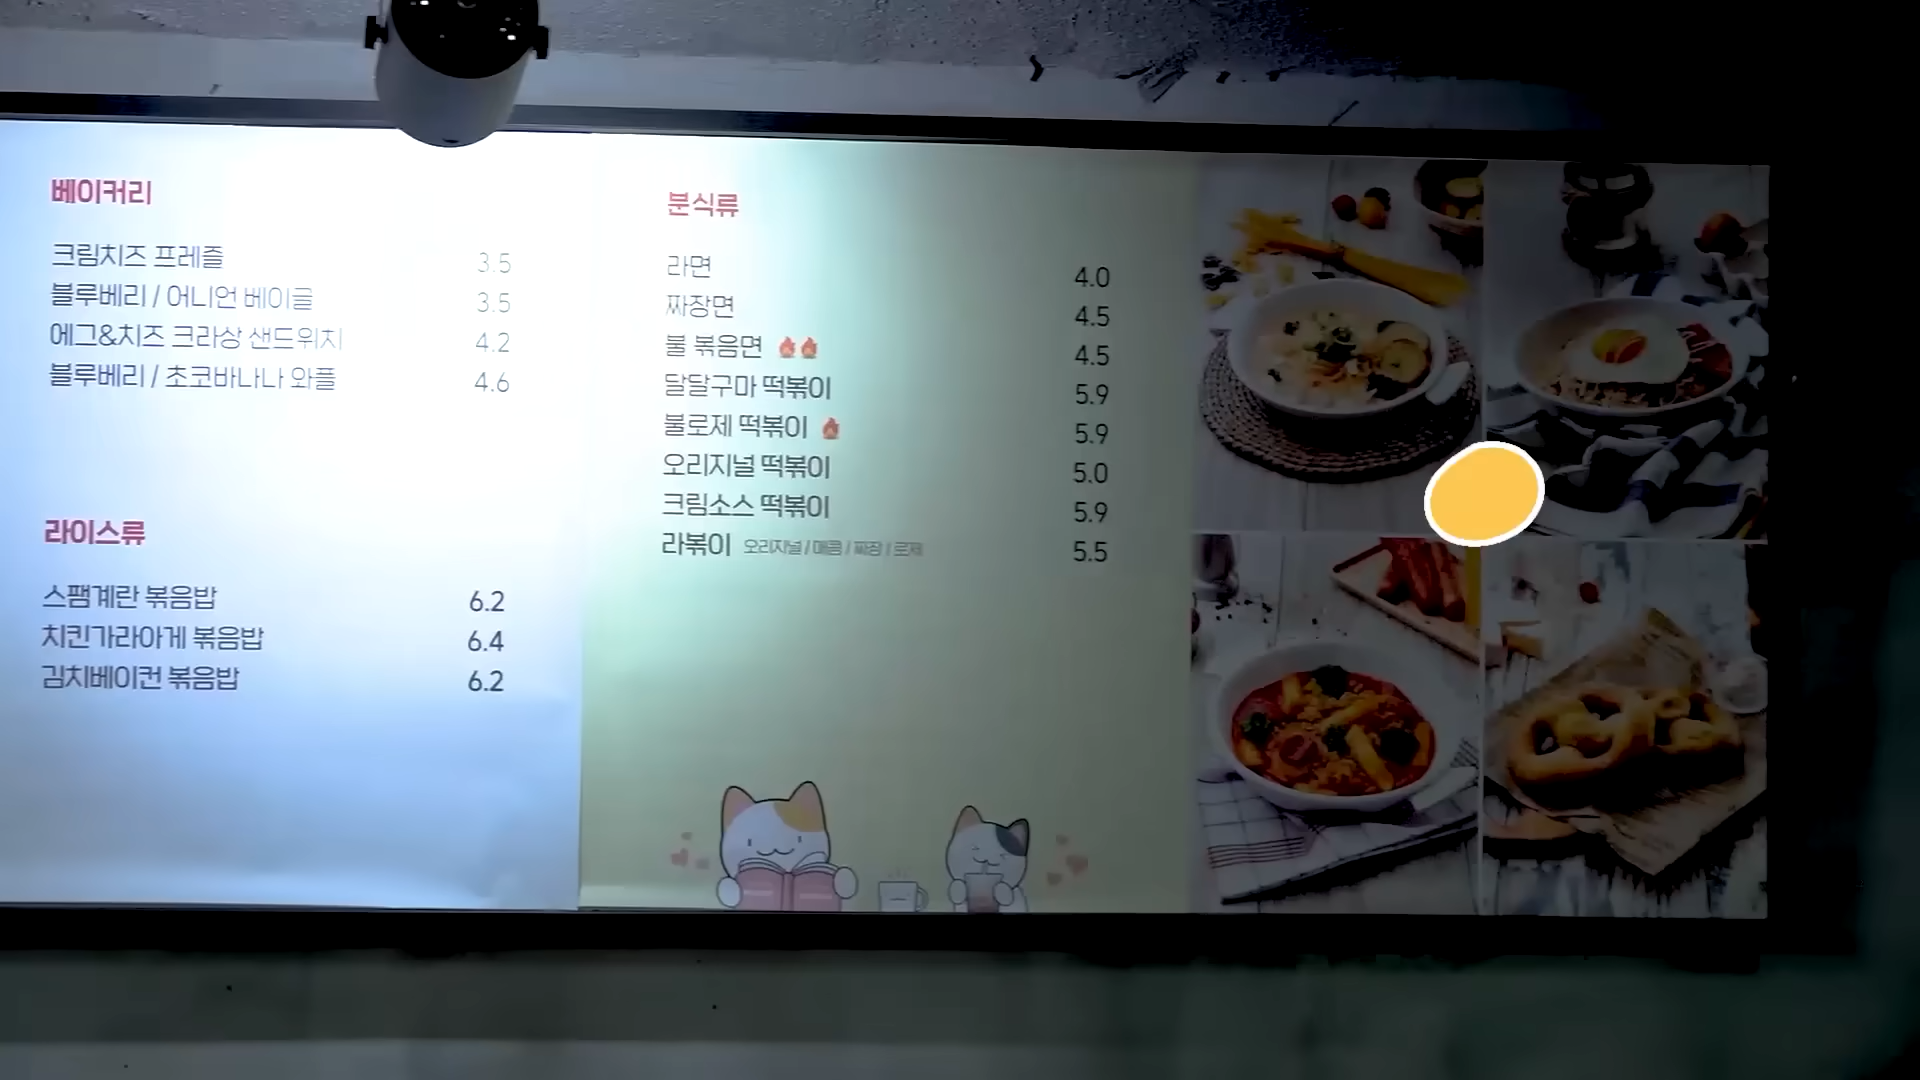 베이커리
크림치즈 프레즐 3.5
블루베리 / 어니언 베이글 3.5
에그&치즈 크라상 샌드위치 4.2
블루베리 / 초코바나나 와플 4.6
라이스류
스팸계란 볶음밥 6.2
치킨가라아게 볶음밥 6.4
김치베이컨 볶음밥 6.2
분식류
라면 4.0
짜장면 4.5
불 볶음면 4.5
달달구마 떡볶이 5.9
불로제 떡볶이 5.9
오리지널 떡볶이 5.0
크림소스 떡볶이 5.9
라볶이 오리지널 / 매콤 / 짜장 / 로제 5.5